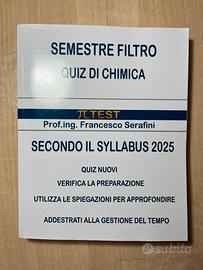 SEMESTRE FILTRO
QUIZ DI CHIMICA
πTEST
Prof.ing. Francesco Serafini
SECONDO IL SYLLABUS 2025
QUIZ NUOVI
VERIFICA LA PREPARAZIONE
UTILIZZA LE SPIEGAZIONI PER APPROFONDIRE
ADDESTRATI ALLA GESTIONE DEL TEMPO
subito